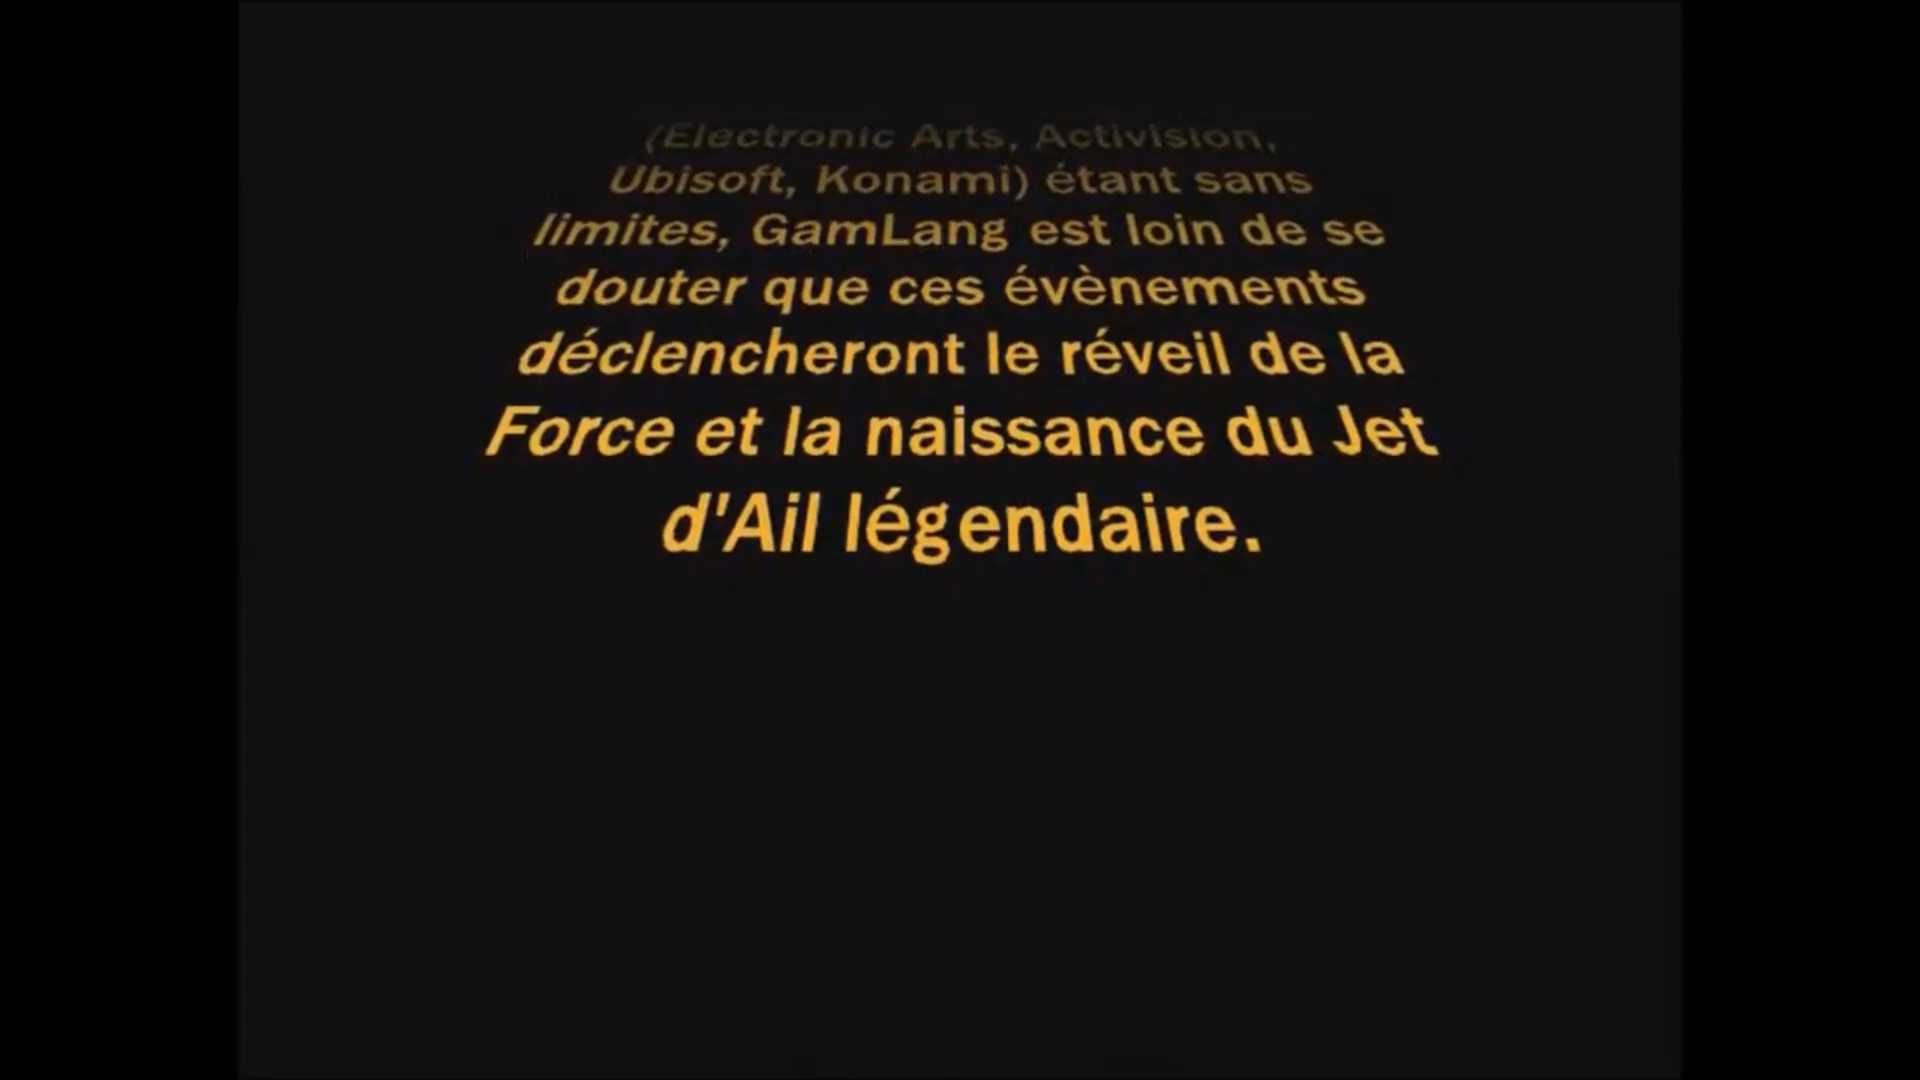 (Electronic Arts, Activision,
Ubisoft, Konami) étant sans
limites, GamLang est loin de se
douter que ces évènements
déclencheront le réveil de la
Force et la naissance du Jet
d'Ail légendaire.